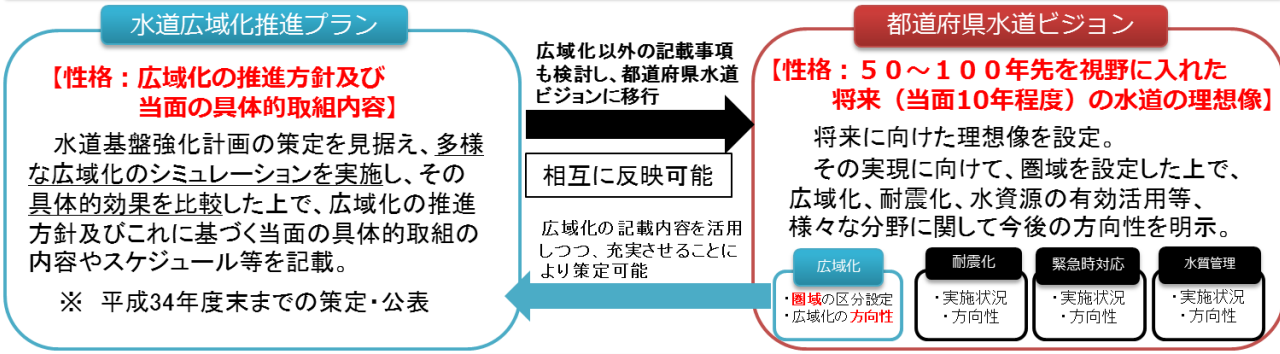 水道広域化推進プラン
【性格：広域化の推進方針及び
当面の具体的取組内容】
水道基盤強化計画の策定を見据え、多様
な広域化のシミュレーションを実施し、その
具体的効果を比較した上で、広域化の推進
方針及びこれに基づく当面の具体的取組の
内容やスケジュール等を記載。
※　平成34年度末までの策定・公表
広域化以外の記載事項
も検討し、都道府県水道
ビジョンに移行
相互に反映可能
広域化の記載内容を活用
しつつ、充実させることに
より策定可能
都道府県水道ビジョン
【性格：５０～１００年先を視野に入れた
将来（当面10年程度）の水道の理想像】
将来に向けた理想像を設定。
その実現に向けて、圏域を設定した上で、
広域化、耐震化、水資源の有効活用等、
様々な分野に関して今後の方向性を明示。
広域化
・圏域の区分設定
・広域化の方向性
耐震化
・実施状況
・方向性
緊急時対応
・実施状況
・方向性
水質管理
・実施状況
・方向性